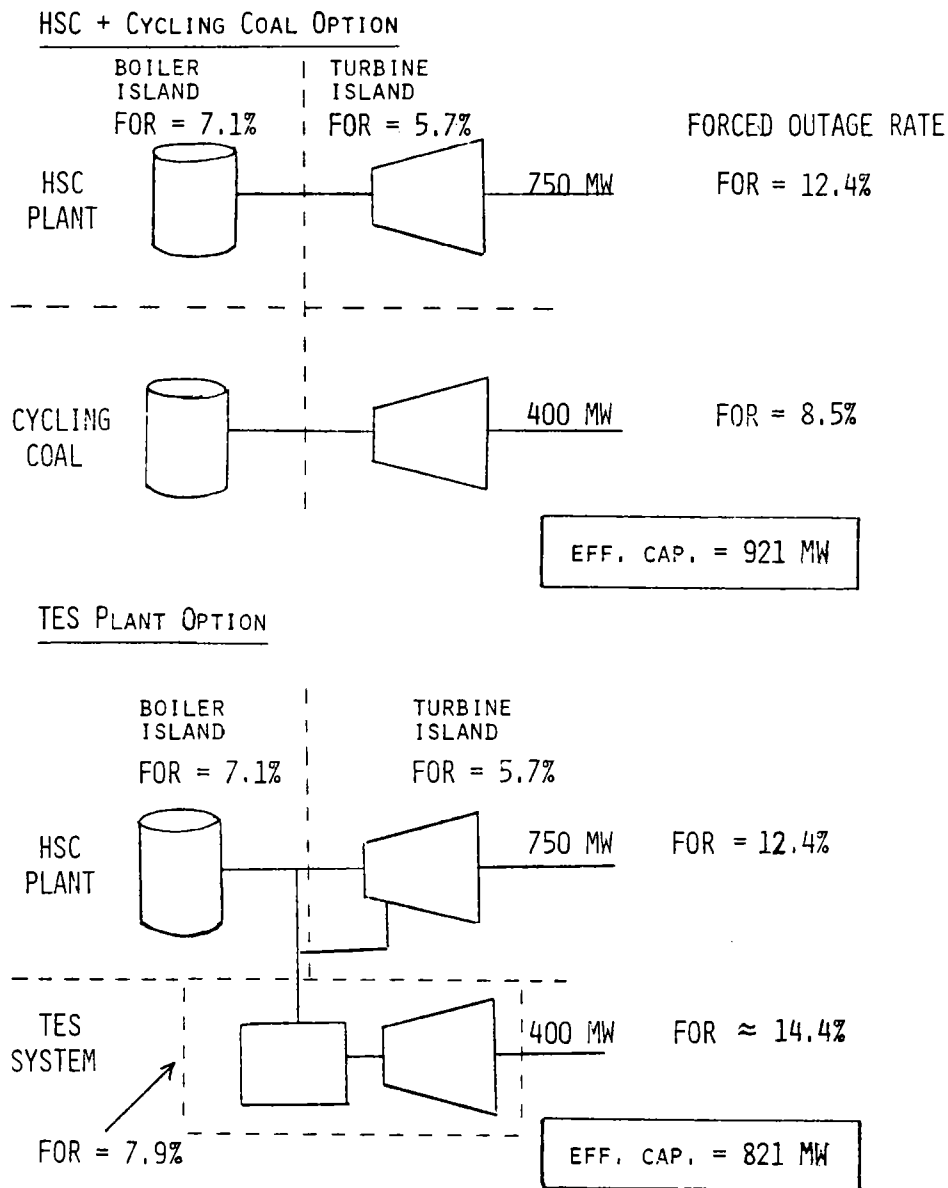 HSC + CYCLING COAL OPTION
BOILER ISLAND
FOR = 7.1%
TURBINE ISLAND
FOR = 5.7%
FORCED OUTAGE RATE
HSC PLANT
750 MW
FOR = 12.4%
CYCLING COAL
400 MW
FOR = 8.5%
EFF. CAP. = 921 MW
TES PLANT OPTION
BOILER ISLAND
FOR = 7.1%
TURBINE ISLAND
FOR = 5.7%
HSC PLANT
750 MW
FOR = 12.4%
TES SYSTEM
400 MW
FOR ≈ 14.4%
FOR = 7.9%
EFF. CAP. = 821 MW